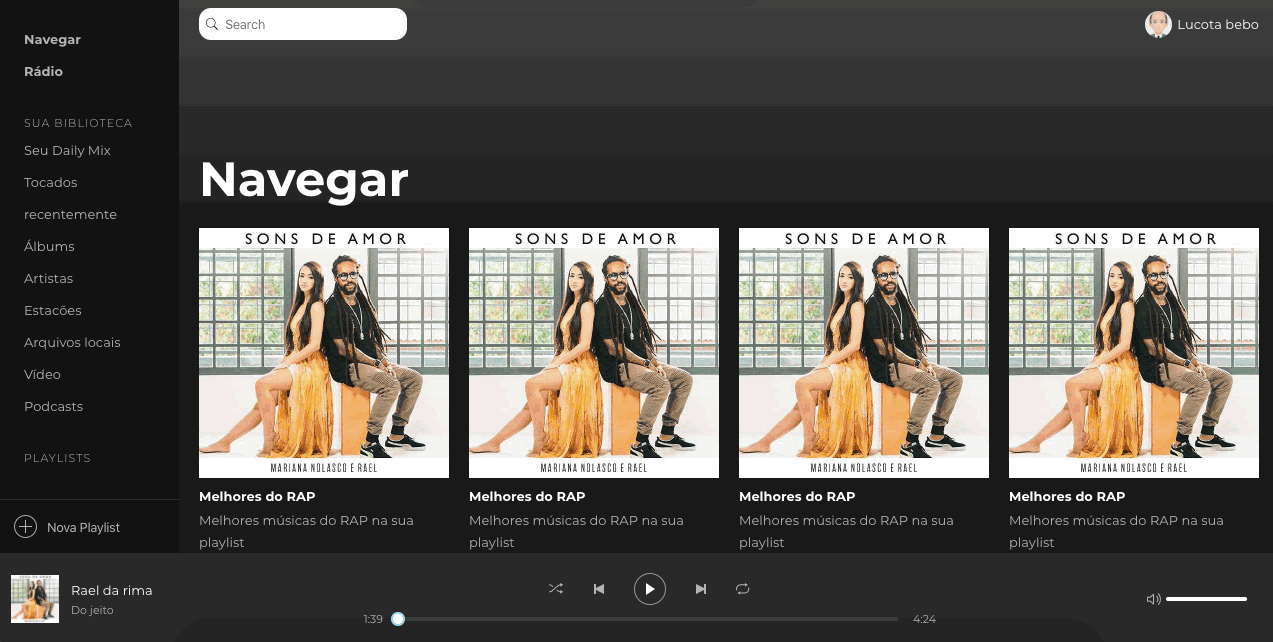 Navegar
Rádio
SUA BIBLIOTECA
Seu Daily Mix
Tocados
recentemente
Álbums
Artistas
Estacões
Arquivos locais
Vídeo
Podcasts
PLAYLISTS
Nova Playlist
Search
Lucota bebo
Navegar
SONS DE AMOR
MARIANA NOLASCO E RAEL
Melhores do RAP
Melhores músicas do RAP na sua
playlist
SONS DE AMOR
MARIANA NOLASCO E RAEL
Melhores do RAP
Melhores músicas do RAP na sua
playlist
SONS DE AMOR
MARIANA NOLASCO E RAEL
Melhores do RAP
Melhores músicas do RAP na sua
playlist
SONS DE AMOR
MARIANA NOLASCO E RAEL
Melhores do RAP
Melhores músicas do RAP na sua
playlist
SONS DE AMOR
Rael da rima
Do jeito
1:39
4:24